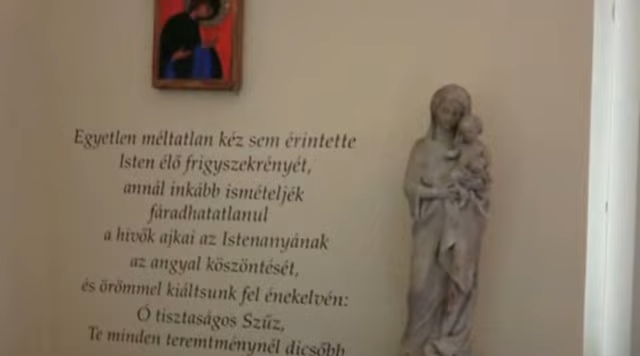 Egyetlen méltatlan kéz sem érintette
Isten élő frigyszekrényét,
annál inkább ismételjék
fáradhatatlanul
a hívők ajkai az Istenanyának
az angyal köszöntését,
és örömmel kiáltsunk fel énekelvén:
Ó tisztaságos Szűz,
Te minden teremtménynél dicsőbb